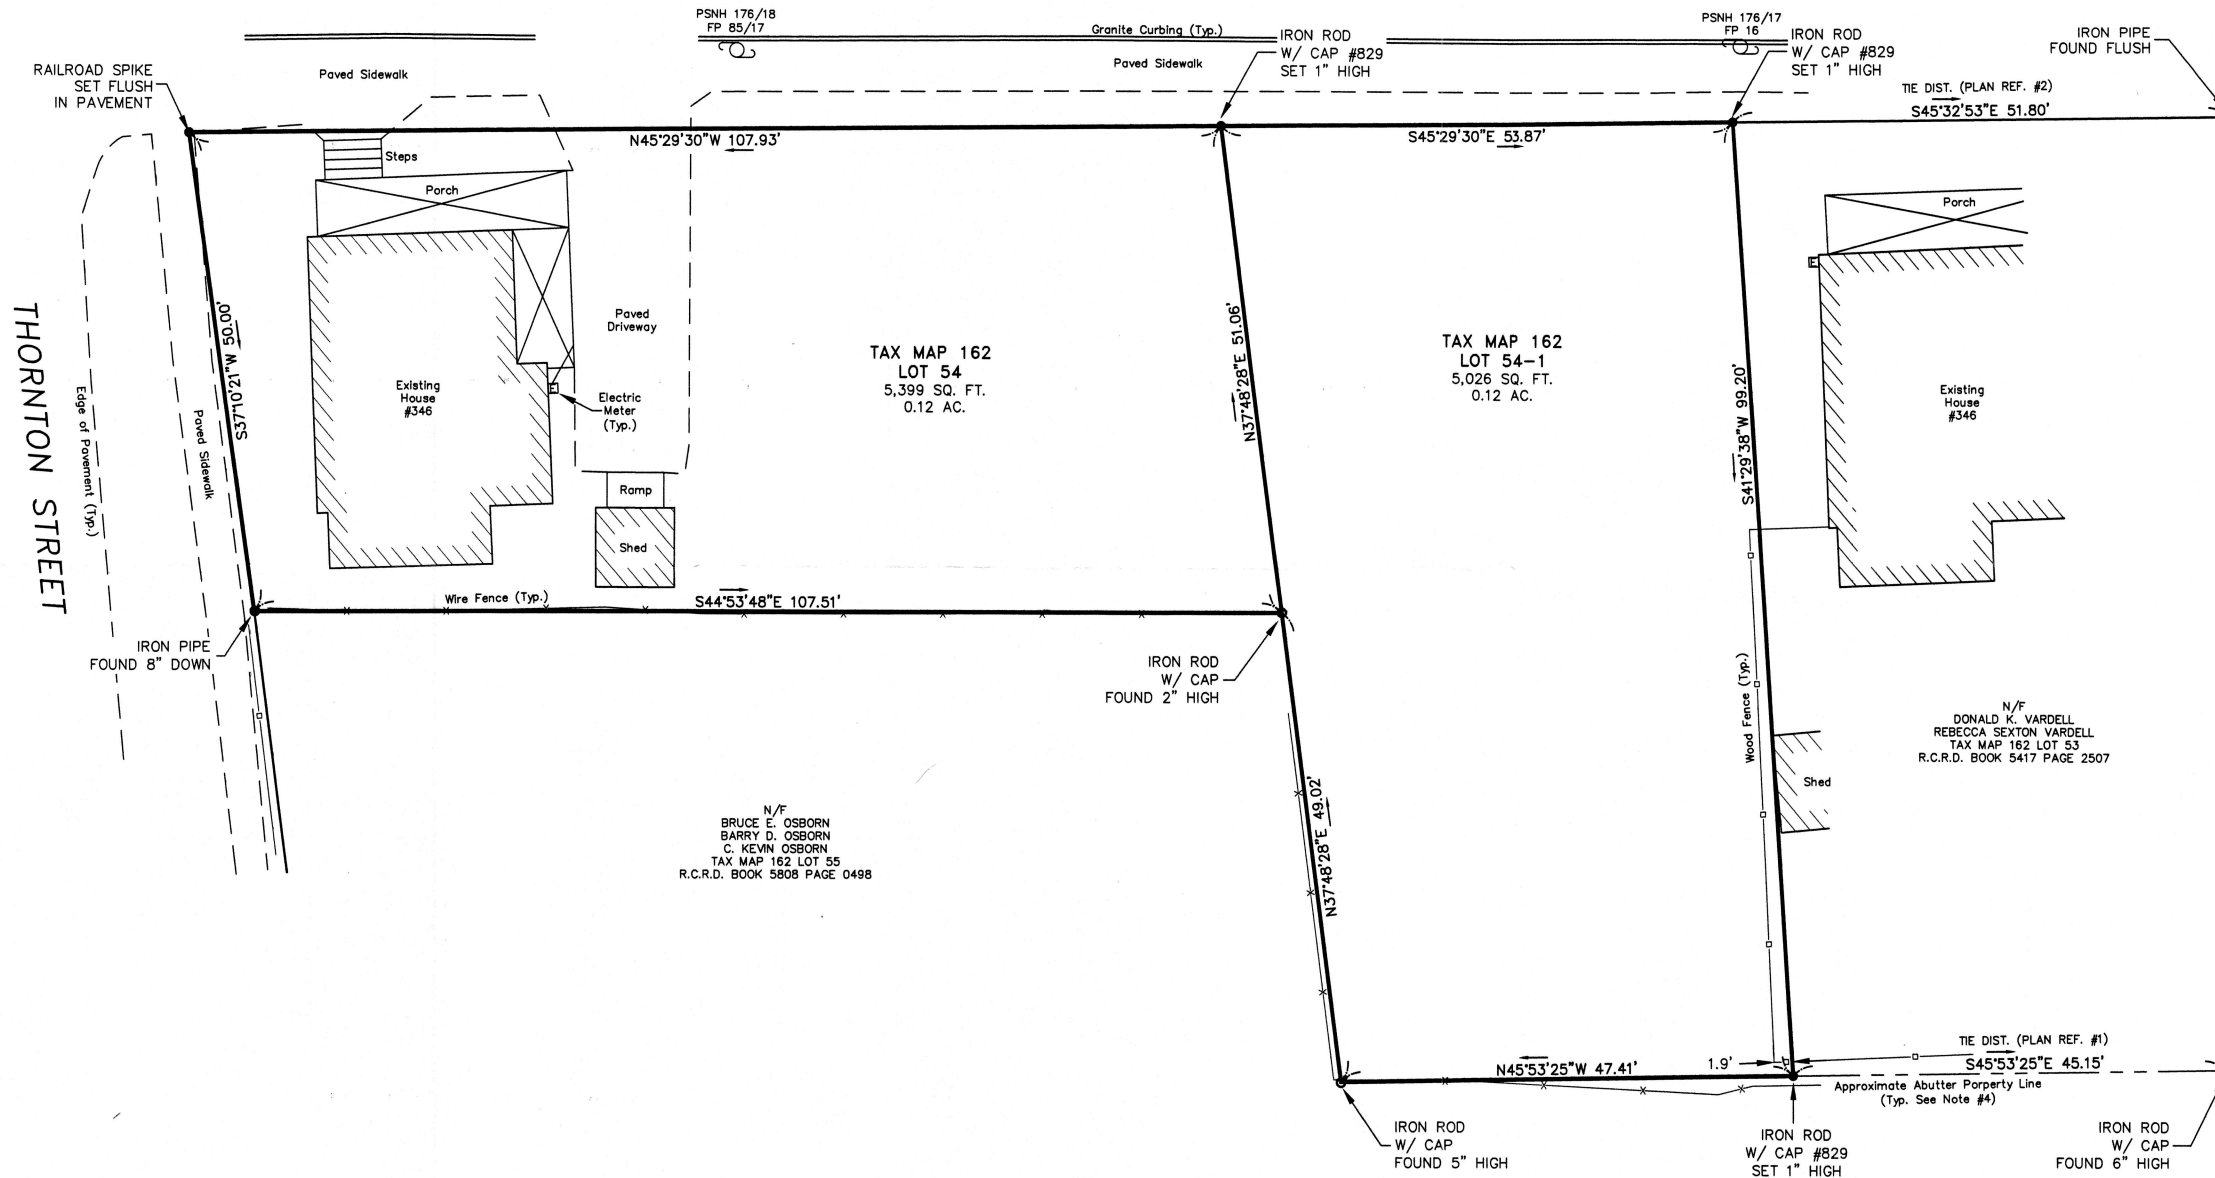 PSNH 176/18
FP 85/17
Granite Curbing (Typ.)
PSNH 176/17
FP 16
IRON ROD
W/ CAP #829
SET 1" HIGH
IRON ROD
W/ CAP #829
SET 1" HIGH
IRON PIPE
FOUND FLUSH
RAILROAD SPIKE
SET FLUSH
IN PAVEMENT
Paved Sidewalk
Paved Sidewalk
TIE DIST. (PLAN REF. #2)
S45°32'53"E 51.80'
N45°29'30"W 107.93'
S45°29'30"E 53.87'
Steps
Porch
Porch
THORNTON STREET
Edge of Pavement (Typ.)
Paved Sidewalk
S37°10'21"W 50.00'
Existing
House
#346
Paved
Driveway
Electric
Meter
(Typ.)
E
E
TAX MAP 162
LOT 54
5,399 SQ. FT.
0.12 AC.
N37°48'28"E 51.06'
TAX MAP 162
LOT 54-1
5,026 SQ. FT.
0.12 AC.
S41°29'38"W 99.20'
Existing
House
#346
Ramp
Shed
Wire Fence (Typ.)
S44°53'48"E 107.51'
IRON PIPE
FOUND 8" DOWN
IRON ROD
W/ CAP
FOUND 2" HIGH
Wood Fence (Typ.)
N/F
DONALD K. VARDELL
REBECCA SEXTON VARDELL
TAX MAP 162 LOT 53
R.C.R.D. BOOK 5417 PAGE 2507
Shed
N/F
BRUCE E. OSBORN
BARRY D. OSBORN
C. KEVIN OSBORN
TAX MAP 162 LOT 55
R.C.R.D. BOOK 5808 PAGE 0498
N37°48'28"E 49.02'
N45°53'25"W 47.41'
1.9'
TIE DIST. (PLAN REF. #1)
S45°53'25"E 45.15'
Approximate Abutter Porperty Line
(Typ. See Note #4)
IRON ROD
W/ CAP
FOUND 5" HIGH
IRON ROD
W/ CAP #829
SET 1" HIGH
IRON ROD
W/ CAP
FOUND 6" HIGH